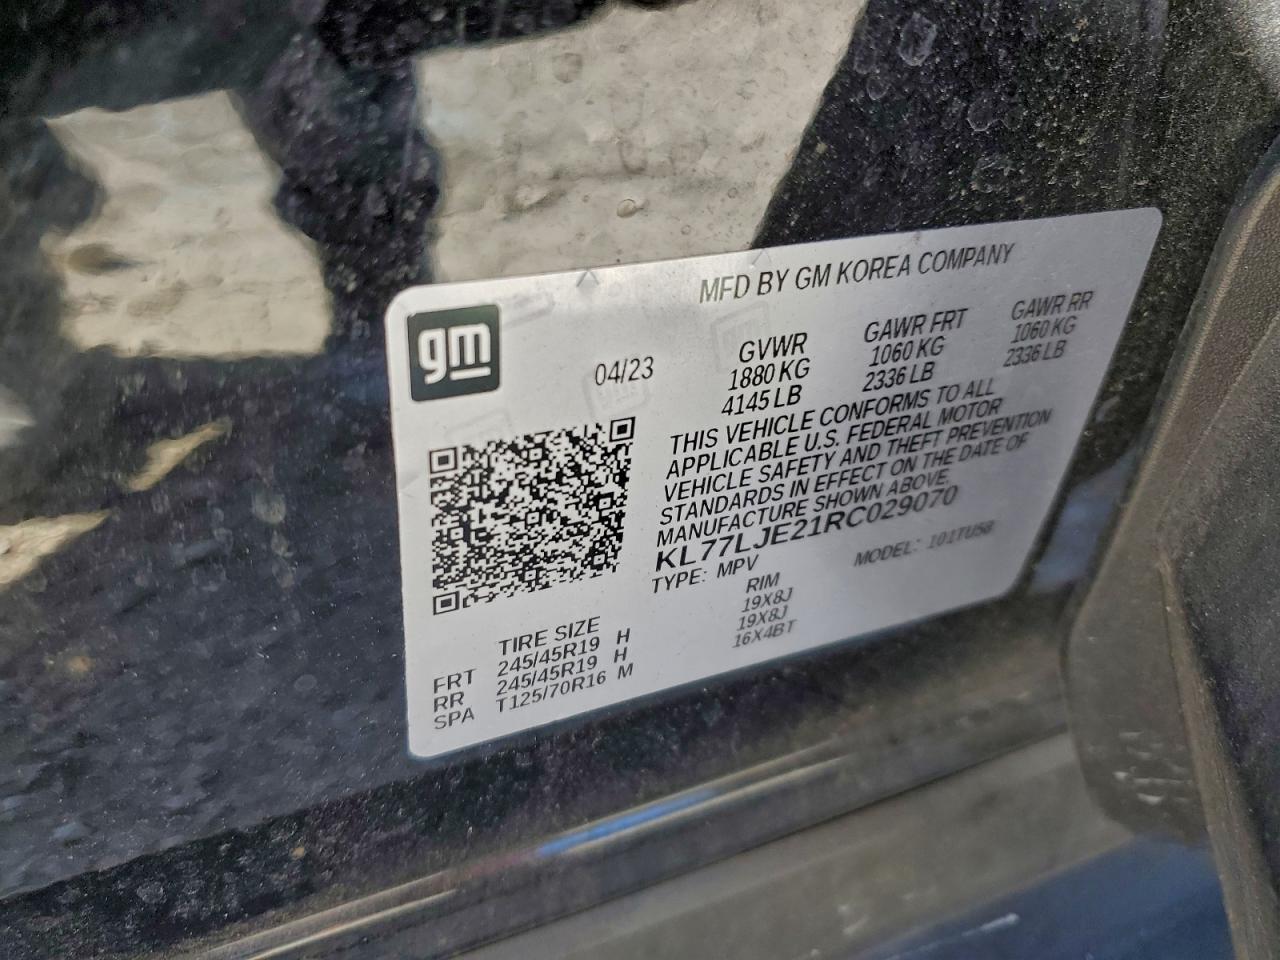 MFD BY GM KOREA COMPANY
gm
04/23
GVWR GAWR FRT GAWR RR
1880 KG 1060 KG 1060 KG
4145 LB 2336 LB 2336 LB
THIS VEHICLE CONFORMS TO ALL
APPLICABLE U.S. FEDERAL MOTOR
VEHICLE SAFETY AND THEFT PREVENTION
STANDARDS IN EFFECT ON THE DATE OF
MANUFACTURE SHOWN ABOVE.
KL77LJE21RC029070
TYPE: MPV MODEL: 101TU58
TIRE SIZE RIM
FRT 245/45R19 H 19X8J
RR 245/45R19 H 19X8J
SPA T125/70R16 M 16X4BT